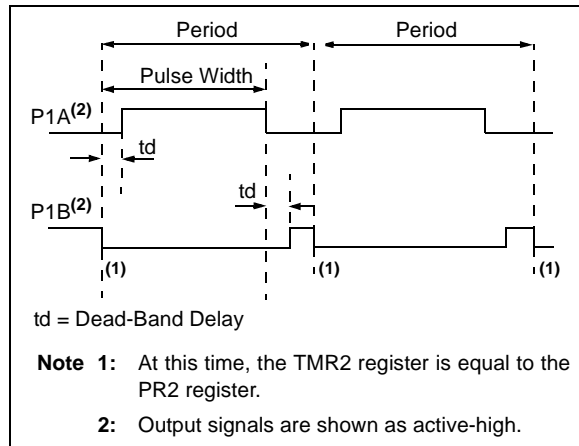 Period
Period
Pulse Width
P1A(2)
td
td
P1B(2)
(1)
(1)
(1)
td = Dead-Band Delay
Note 1: At this time, the TMR2 register is equal to the
PR2 register.
2: Output signals are shown as active-high.